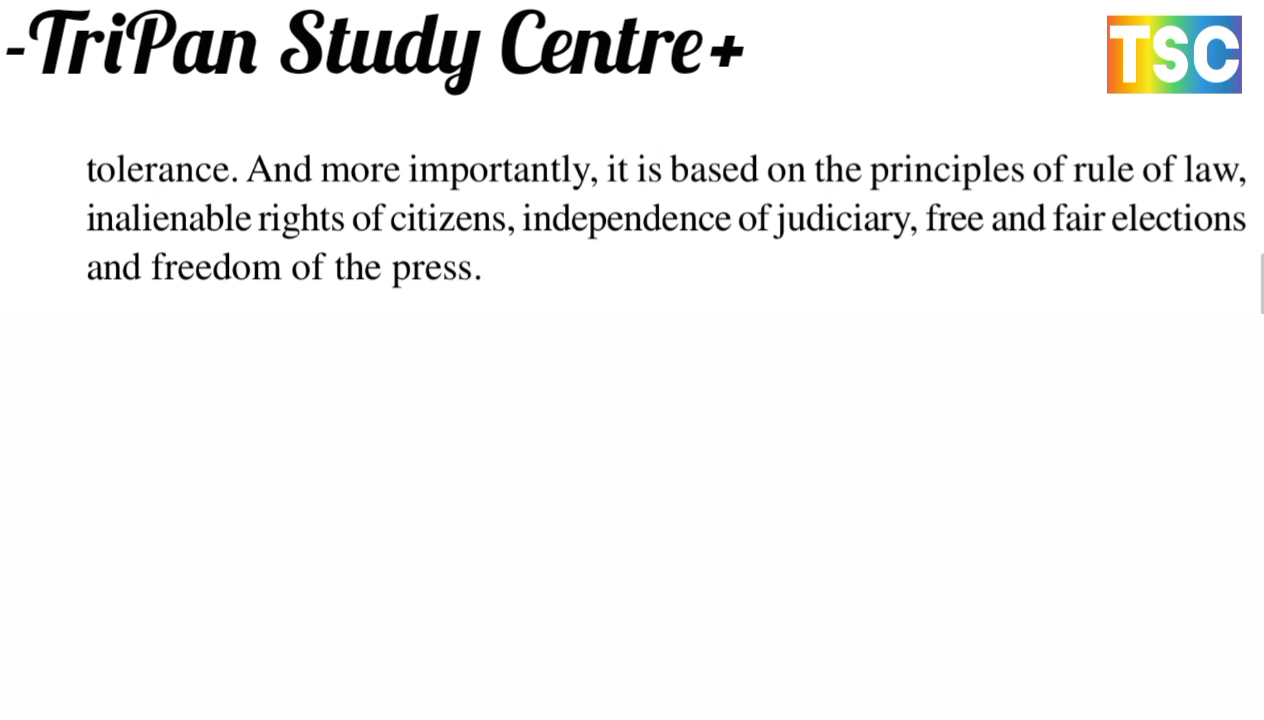 -TriPan Study Centre+
TSC
tolerance. And more importantly, it is based on the principles of rule of law,
inalienable rights of citizens, independence of judiciary, free and fair elections
and freedom of the press.